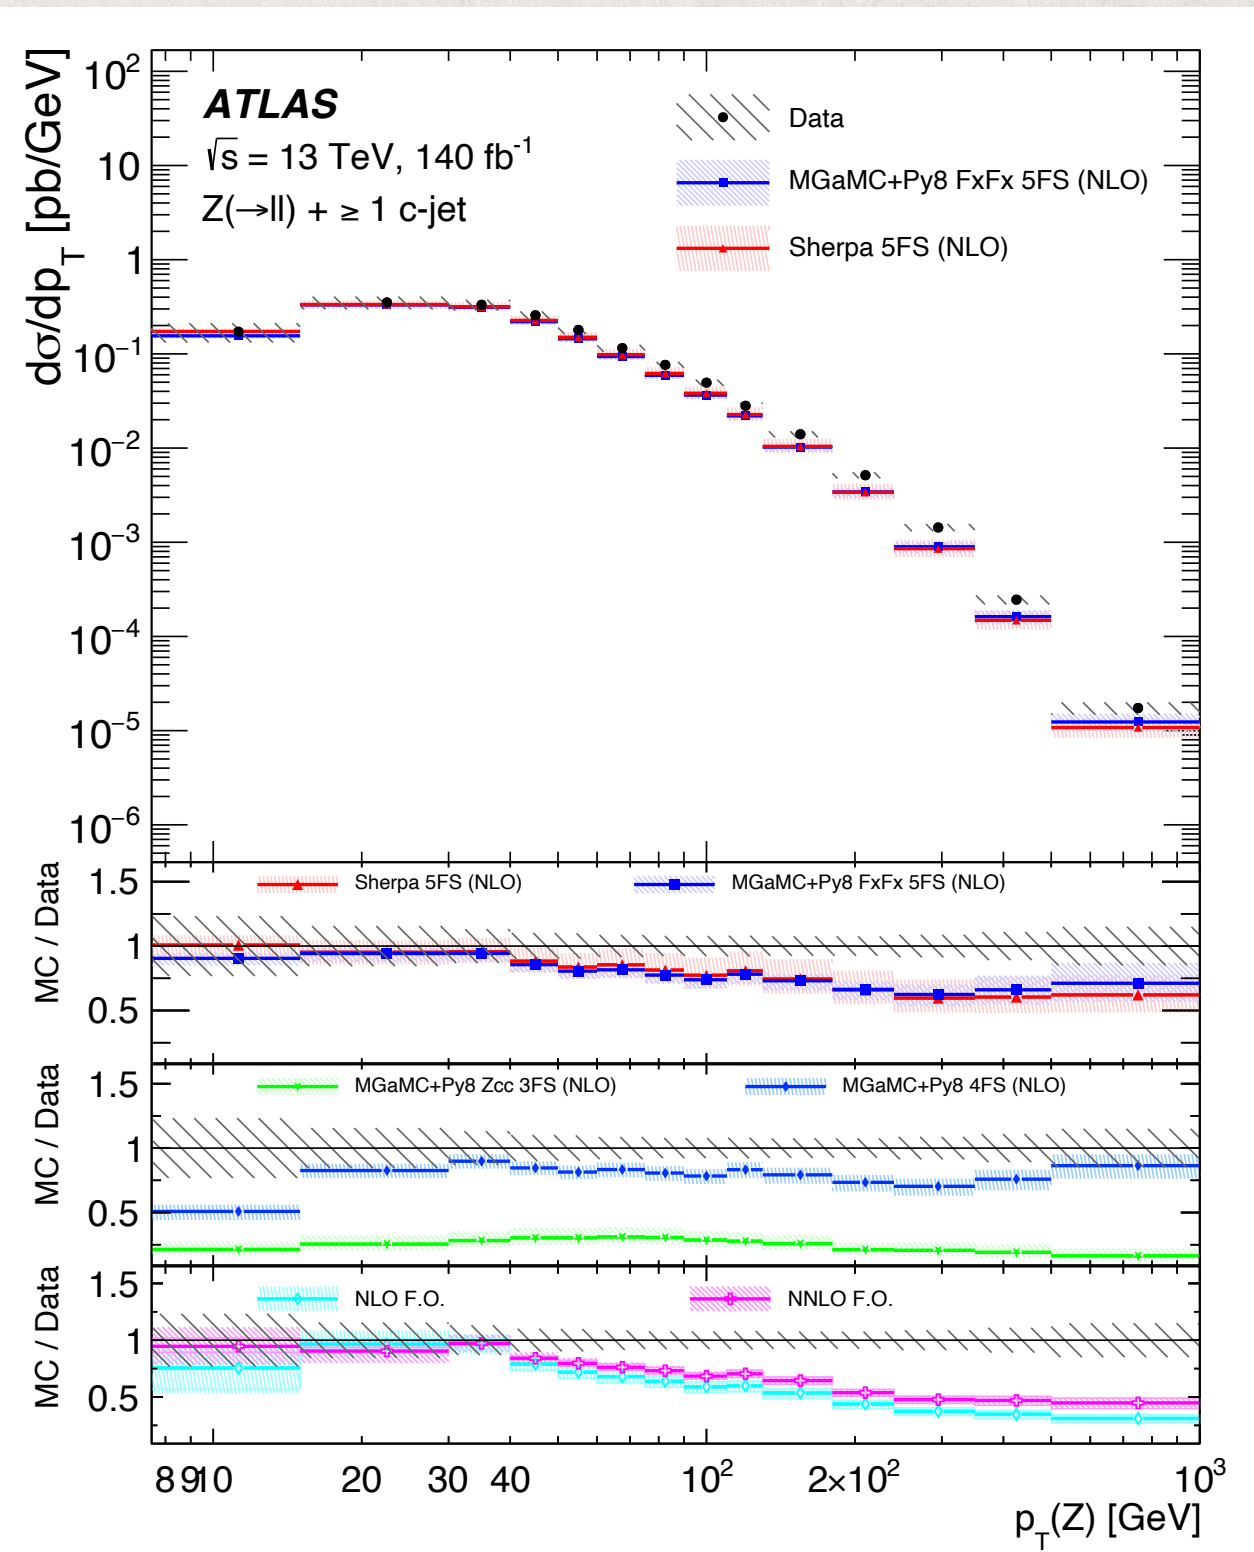 dσ/dp_T [pb/GeV]
10²
10
1
10⁻¹
10⁻²
10⁻³
10⁻⁴
10⁻⁵
10⁻⁶
ATLAS
√s = 13 TeV, 140 fb⁻¹
Z(→ll) + ≥ 1 c-jet
Data
MGaMC+Py8 FxFx 5FS (NLO)
Sherpa 5FS (NLO)
MC / Data
1.5
1
0.5
Sherpa 5FS (NLO) MGaMC+Py8 FxFx 5FS (NLO)
MC / Data
1.5
1
0.5
MGaMC+Py8 Zcc 3FS (NLO) MGaMC+Py8 4FS (NLO)
MC / Data
1.5
1
0.5
NLO F.O. NNLO F.O.
8 9 10 20 30 40 10² 2×10² 10³
p_T(Z) [GeV]